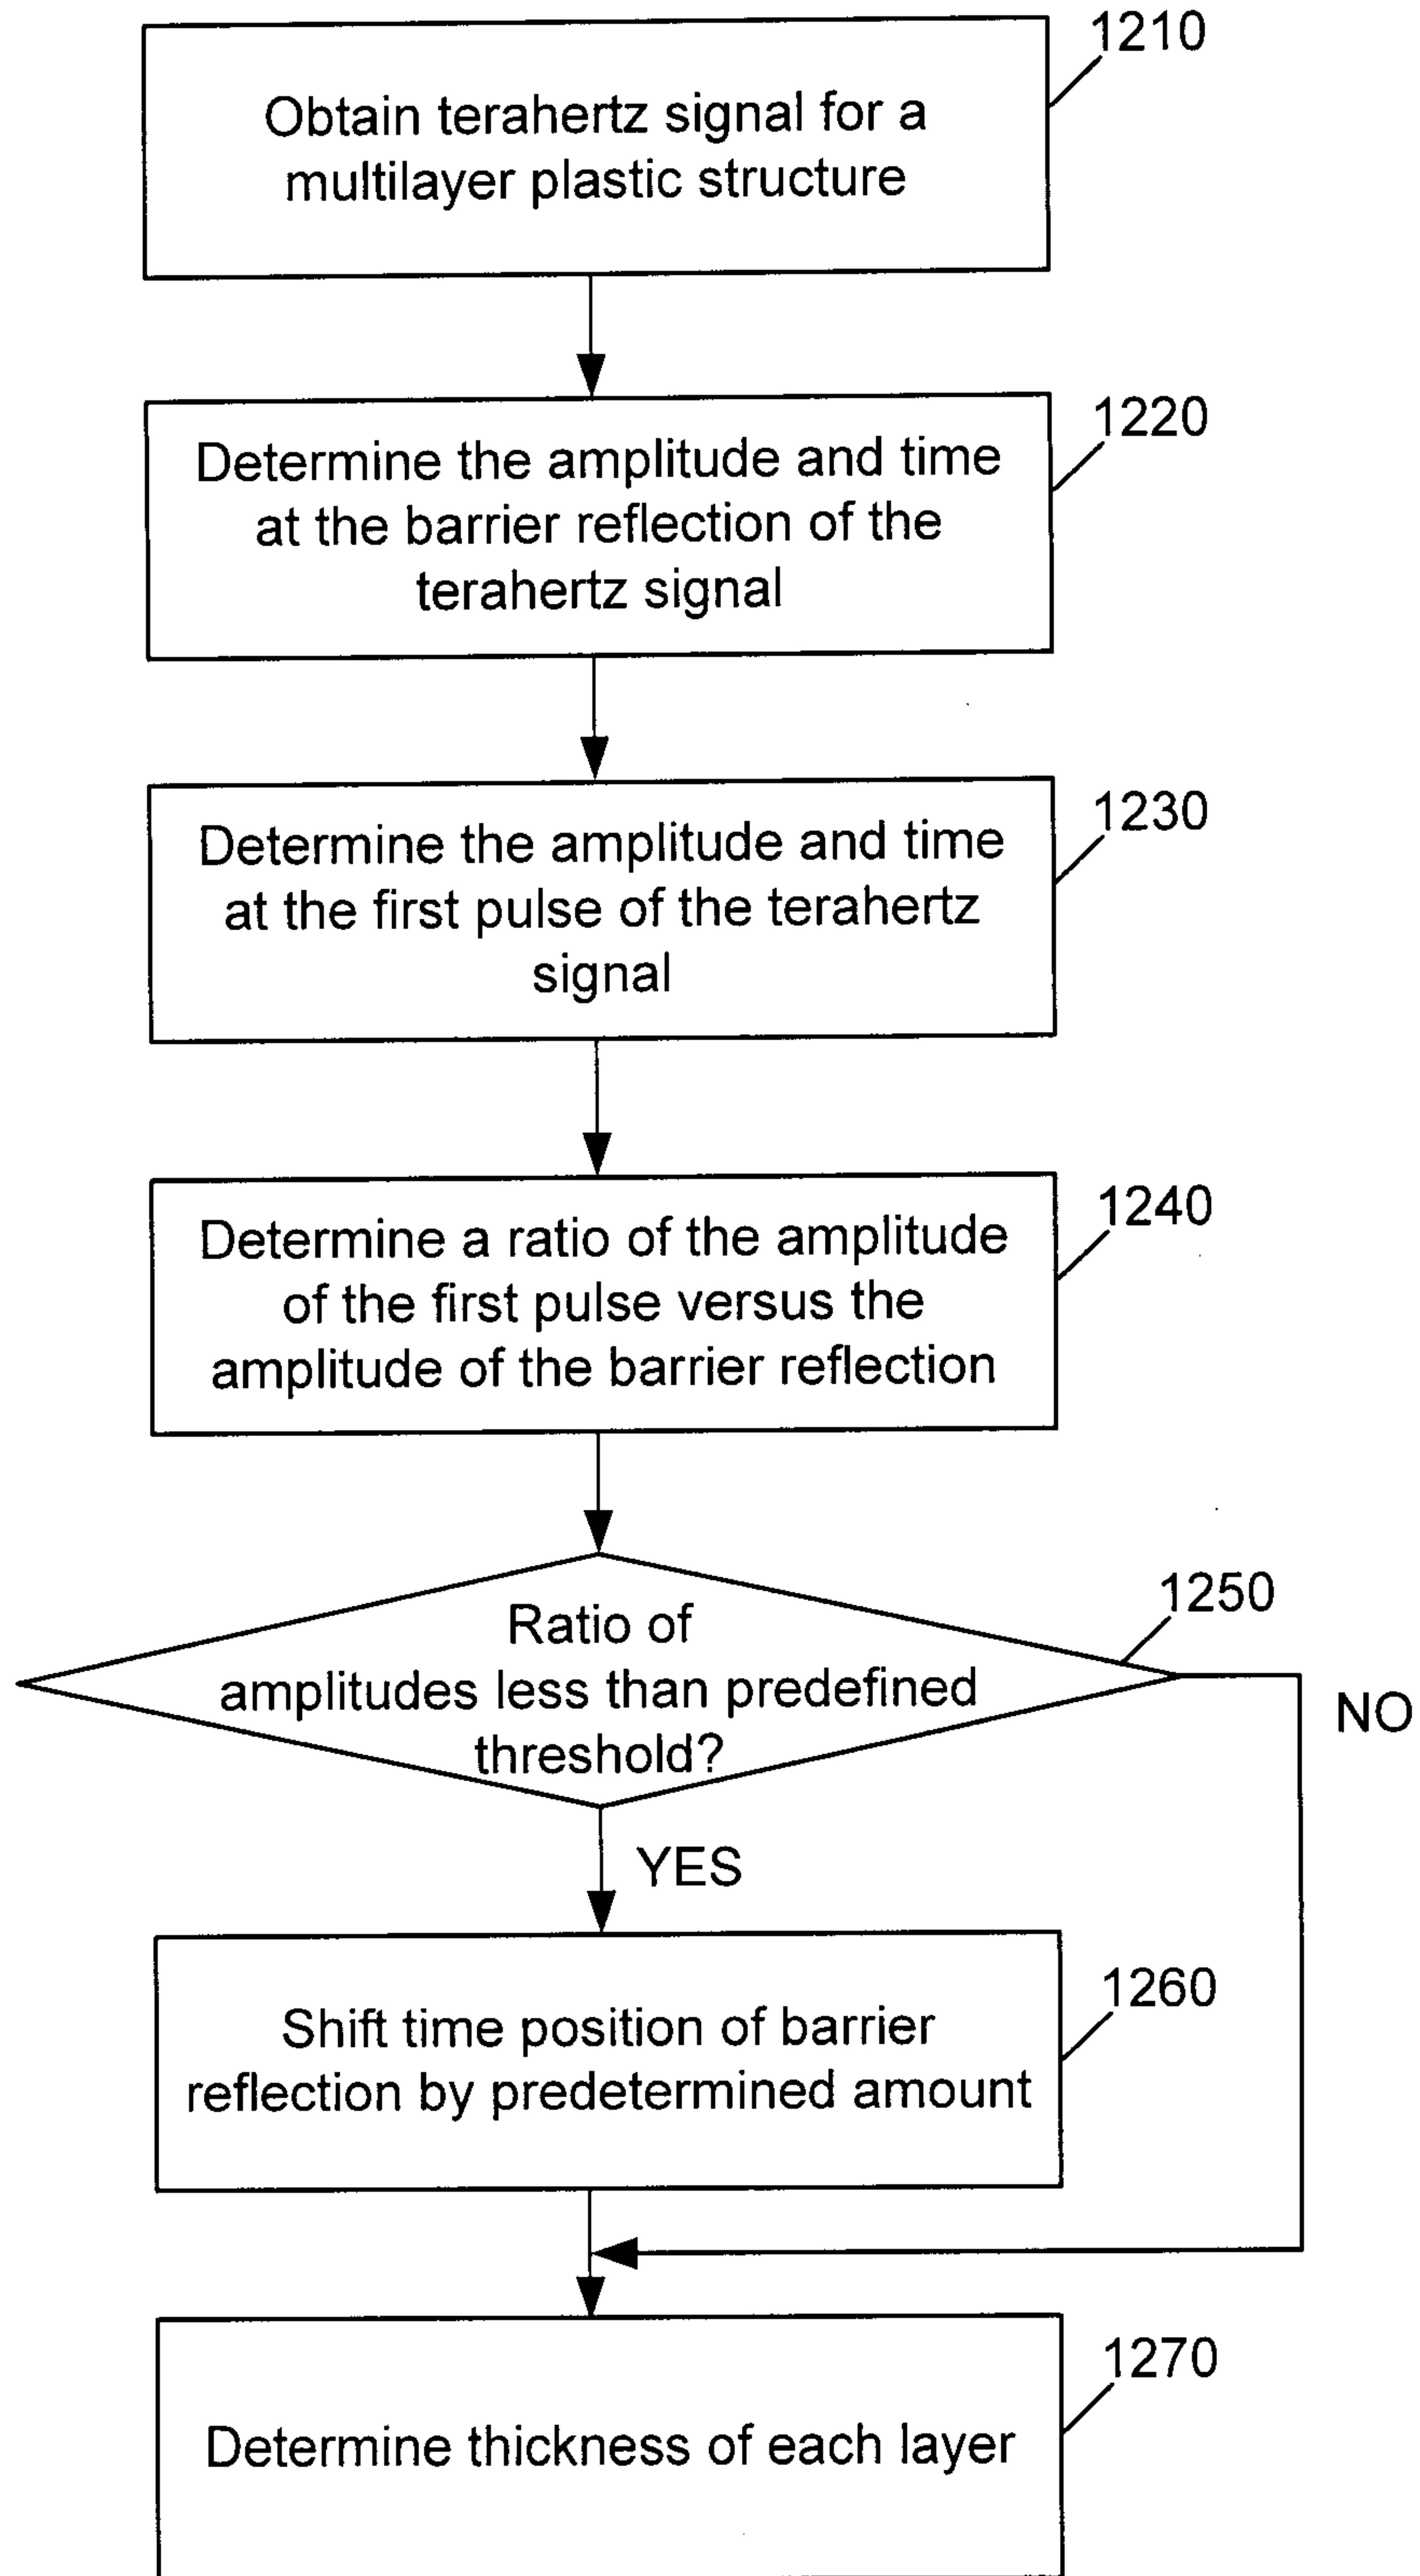 1210
Obtain terahertz signal for a
multilayer plastic structure
1220
Determine the amplitude and time
at the barrier reflection of the
terahertz signal
1230
Determine the amplitude and time
at the first pulse of the terahertz
signal
1240
Determine a ratio of the amplitude
of the first pulse versus the
amplitude of the barrier reflection
1250
Ratio of
amplitudes less than predefined
threshold?
NO
YES
1260
Shift time position of barrier
reflection by predetermined amount
1270
Determine thickness of each layer